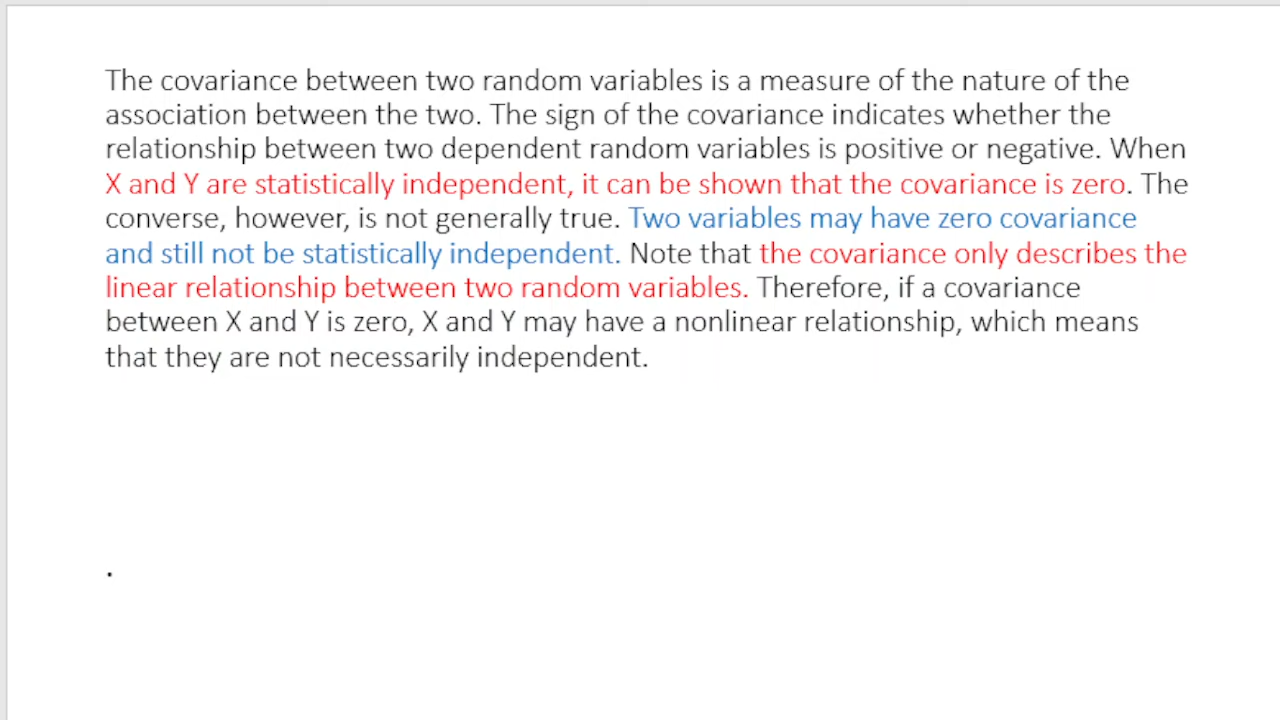 The covariance between two random variables is a measure of the nature of the
association between the two. The sign of the covariance indicates whether the
relationship between two dependent random variables is positive or negative. When
X and Y are statistically independent, it can be shown that the covariance is zero. The
converse, however, is not generally true. Two variables may have zero covariance
and still not be statistically independent. Note that the covariance only describes the
linear relationship between two random variables. Therefore, if a covariance
between X and Y is zero, X and Y may have a nonlinear relationship, which means
that they are not necessarily independent.
.